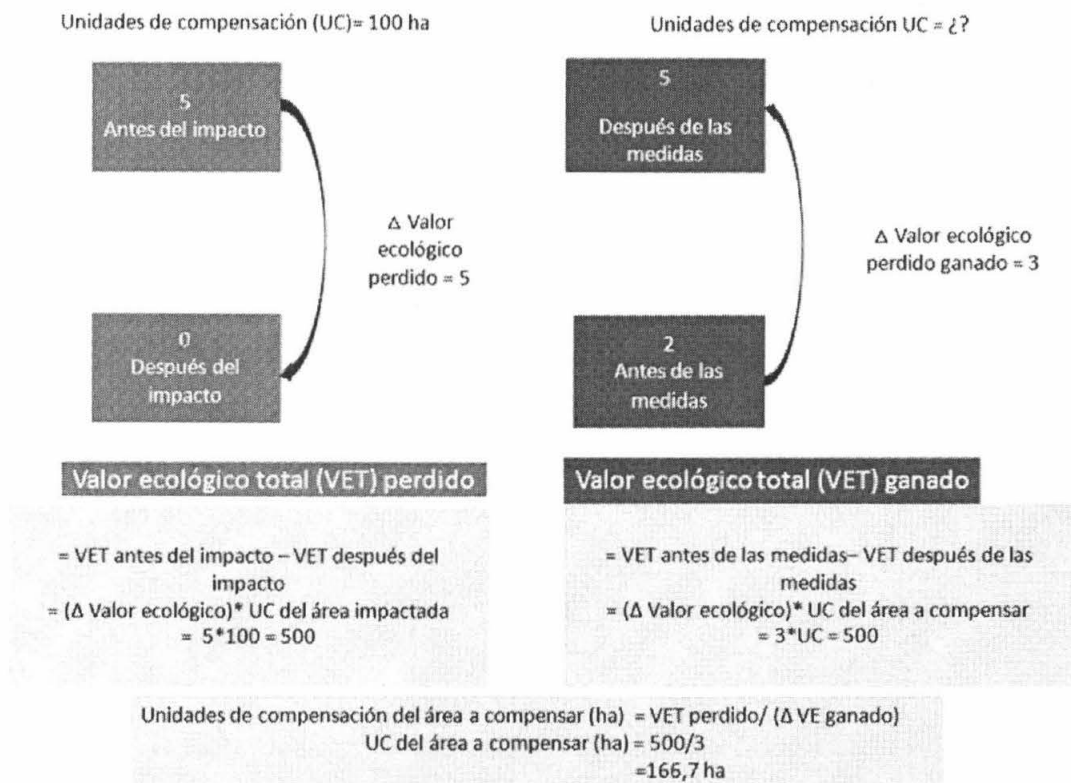 Unidades de compensación (UC)= 100 ha
5
Antes del impacto
Δ Valor
ecológico
perdido = 5
0
Después del
impacto
Valor ecológico total (VET) perdido
= VET antes del impacto – VET después del
impacto
= (Δ Valor ecológico)* UC del área impactada
= 5*100 = 500
Unidades de compensación UC = ¿?
5
Después de las
medidas
Δ Valor ecológico
perdido ganado = 3
2
Antes de las
medidas
Valor ecológico total (VET) ganado
= VET antes de las medidas– VET después de las
medidas
= (Δ Valor ecológico)* UC del área a compensar
= 3*UC = 500
Unidades de compensación del área a compensar (ha) = VET perdido/ (Δ VE ganado)
UC del área a compensar (ha) = 500/3
=166,7 ha